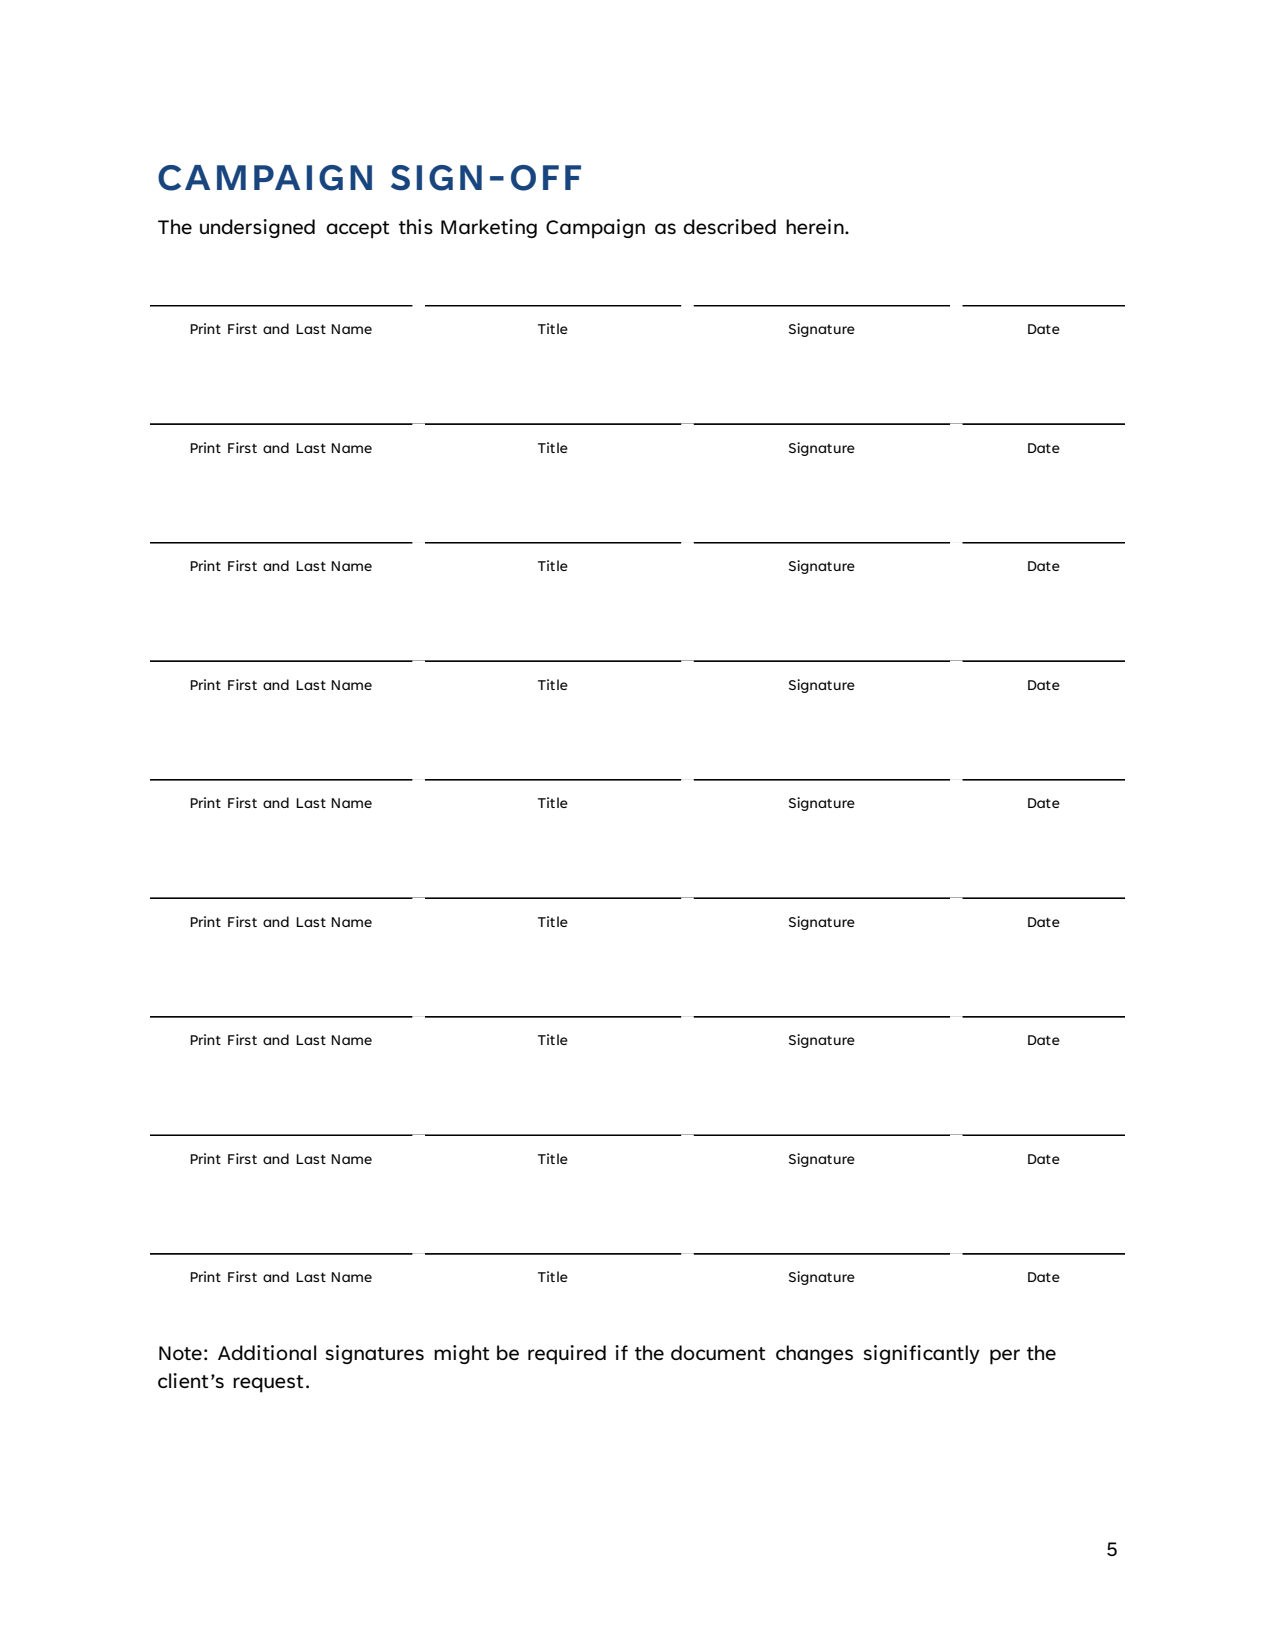 CAMPAIGN SIGN-OFF
The undersigned accept this Marketing Campaign as described herein.
Print First and Last Name Title Signature Date
Print First and Last Name Title Signature Date
Print First and Last Name Title Signature Date
Print First and Last Name Title Signature Date
Print First and Last Name Title Signature Date
Print First and Last Name Title Signature Date
Print First and Last Name Title Signature Date
Print First and Last Name Title Signature Date
Print First and Last Name Title Signature Date
Note: Additional signatures might be required if the document changes significantly per the
client’s request.
5